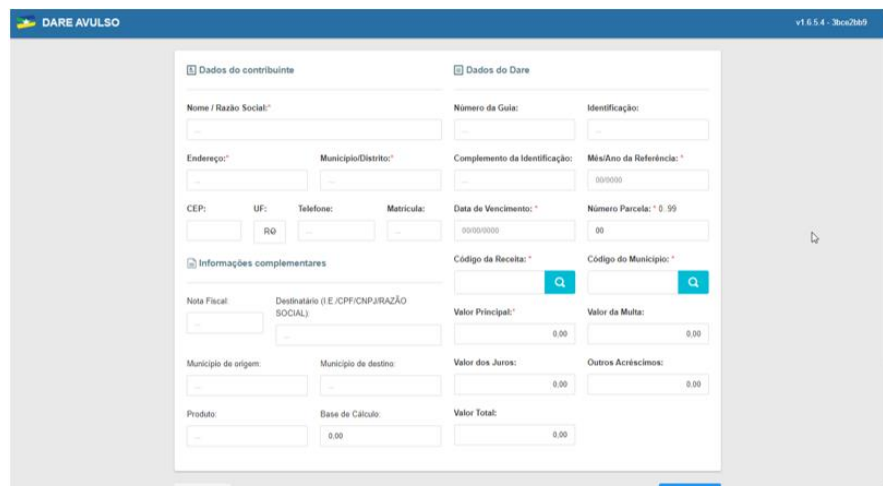 DARE AVULSO
v1.6.5.4 - 3bce2bb9
Dados do contribuinte
Nome / Razão Social:*
...
Endereço:*
Município/Distrito:*
...
...
CEP:
UF:
Telefone:
Matrícula:
RO
...
...
Informações complementares
Nota Fiscal:
Destinatário (I.E./CPF/CNPJ/RAZÃO
SOCIAL):
...
...
Município de origem:
Município de destino:
...
...
Produto:
Base de Cálculo:
...
0,00
Dados do Dare
Número da Guia:
Identificação:
...
...
Complemento da Identificação:
Mês/Ano da Referência: *
...
00/0000
Data de Vencimento: *
Número Parcela: * 0..99
00/00/0000
00
Código da Receita: *
Código do Município: *
Valor Principal:*
Valor da Multa:
0,00
0,00
Valor dos Juros:
Outros Acréscimos:
0,00
0,00
Valor Total:
0,00